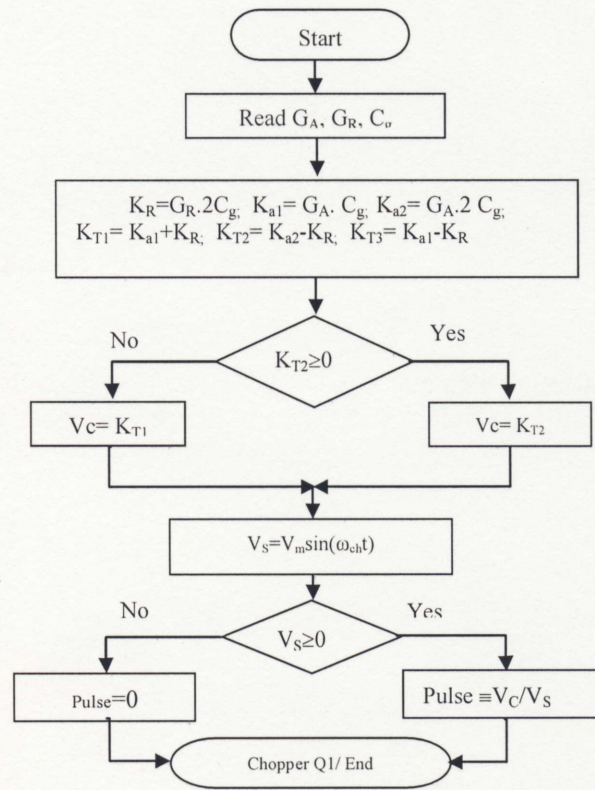 Start
Read G_A, G_R, C_g
K_R=G_R.2C_g; K_a1= G_A. C_g; K_a2= G_A.2 C_g;
K_T1= K_a1+K_R; K_T2= K_a2-K_R; K_T3= K_a1-K_R
No
Yes
K_T2≥0
Vc= K_T1
Vc= K_T2
V_S=V_msin(ω_cht)
No
Yes
V_S≥0
Pulse=0
Pulse ≡V_C/V_S
Chopper Q1/ End